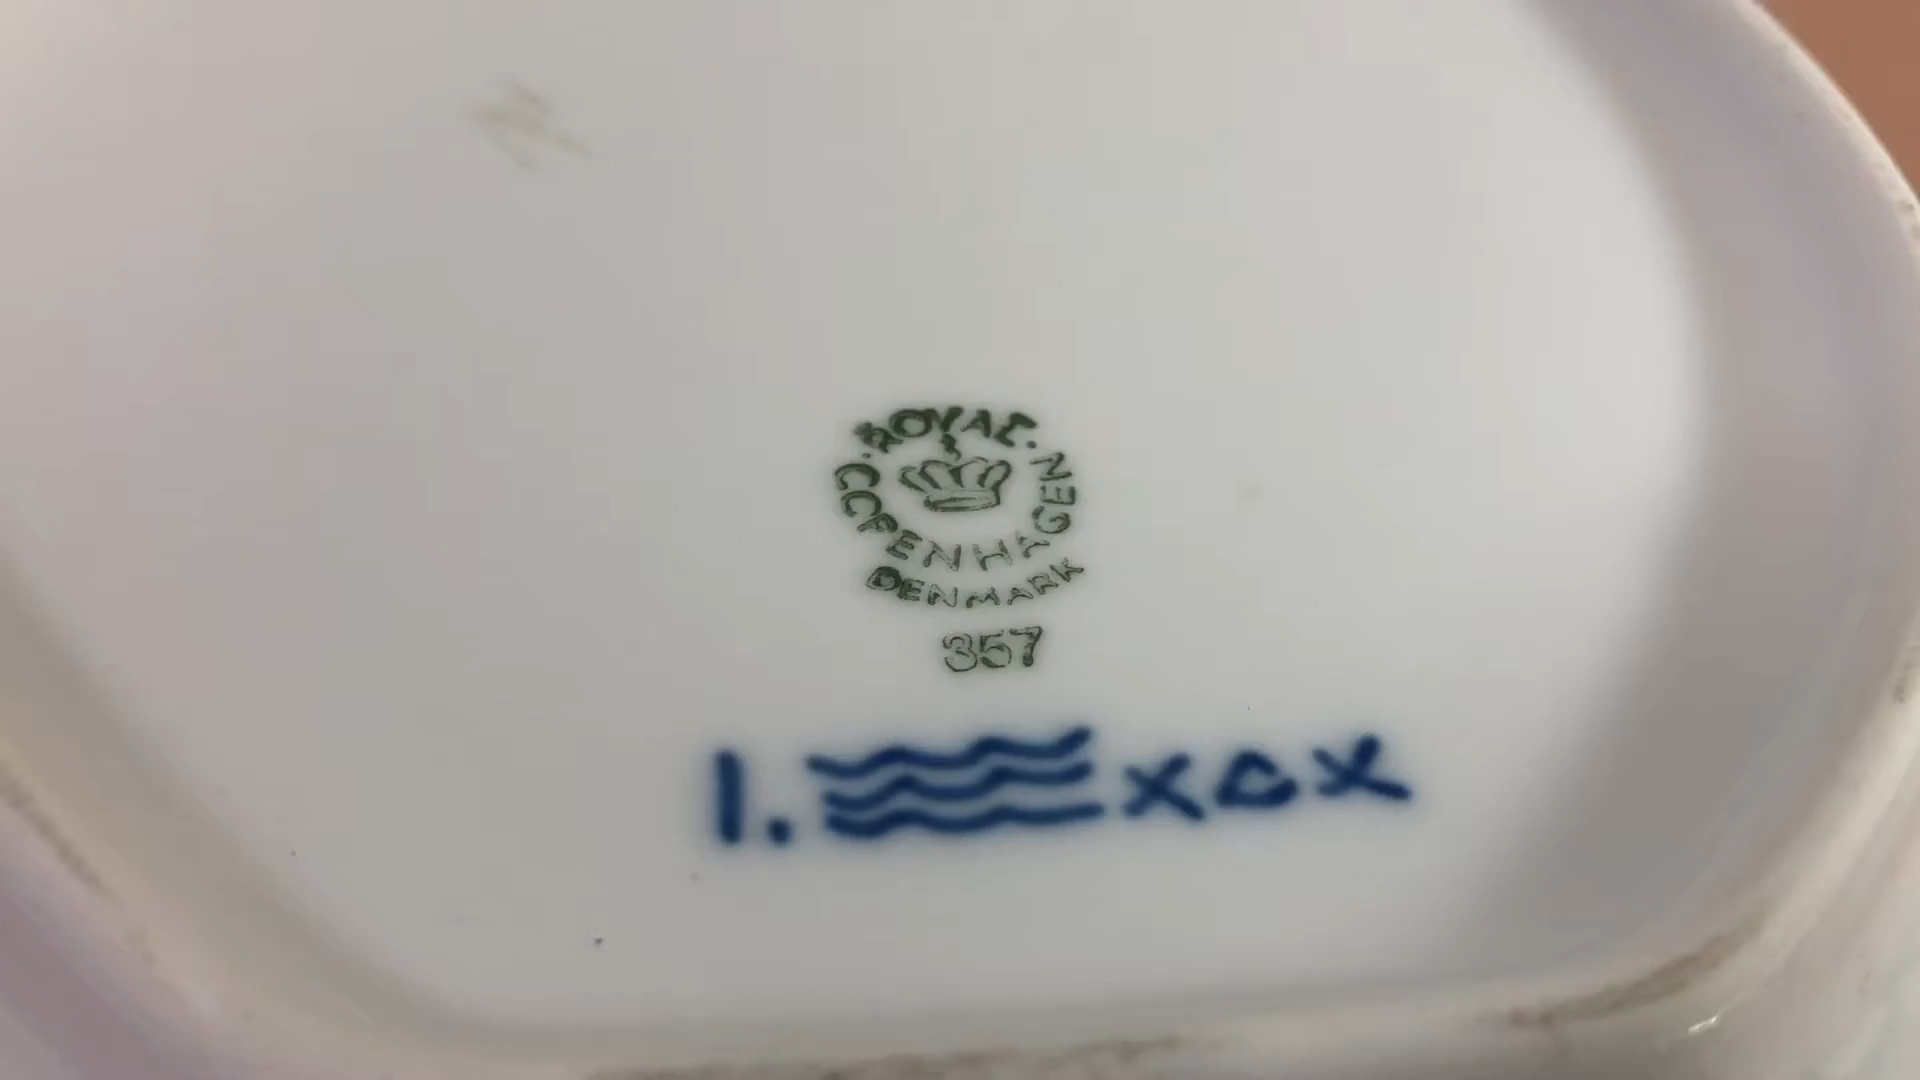 ROYAL
COPENHAGEN
DENMARK
357
1. x∆x